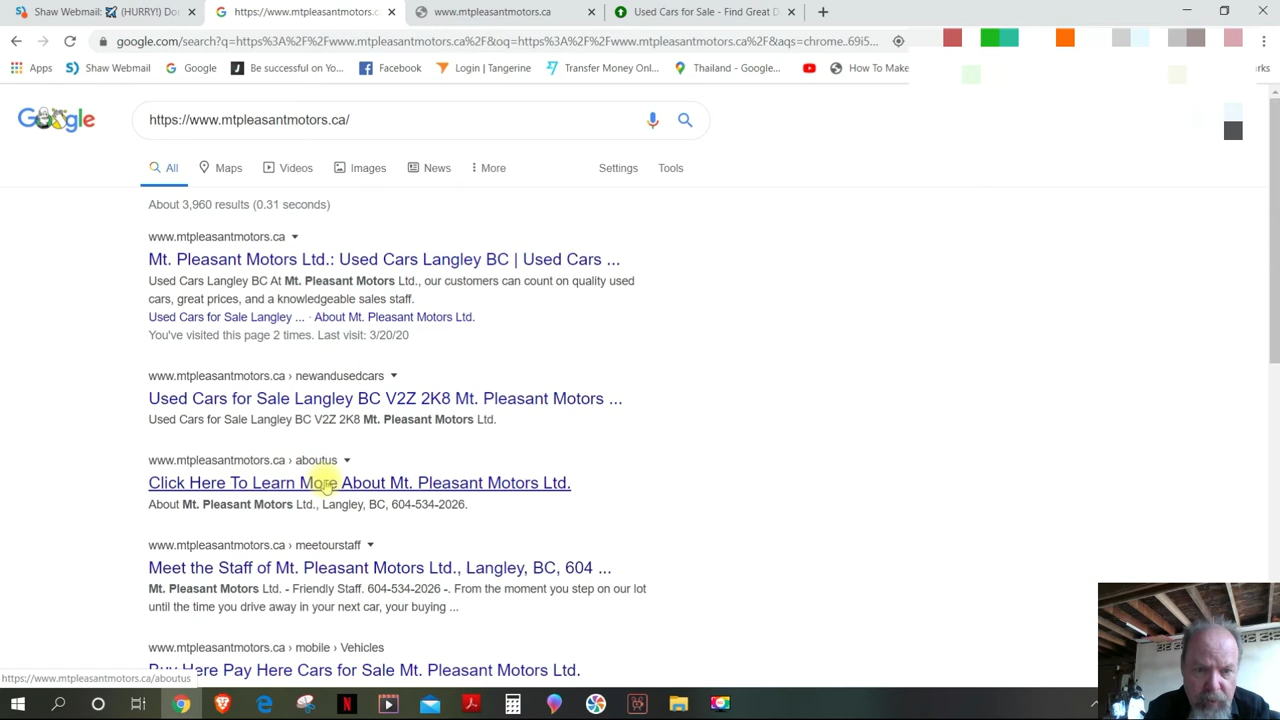 Shaw Webmail: (HURRY!) Do
https://www.mtpleasantmotors.
www.mtpleasantmotors.ca
Used Cars for Sale - Find Great D
google.com/search?q=https%3A%2F%2Fwww.mtpleasantmotors.ca%2F&oq=https%3A%2F%2Fwww.mtpleasantmotors.ca%2F&aqs=chrome..69i5...
Apps Shaw Webmail Google Be successful on Yo... Facebook Login | Tangerine Transfer Money Onl... Thailand - Google... How To Make rks
Google
https://www.mtpleasantmotors.ca/
All Maps Videos Images News More Settings Tools
About 3,960 results (0.31 seconds)
www.mtpleasantmotors.ca
Mt. Pleasant Motors Ltd.: Used Cars Langley BC | Used Cars ...
Used Cars Langley BC At Mt. Pleasant Motors Ltd., our customers can count on quality used
cars, great prices, and a knowledgeable sales staff.
Used Cars for Sale Langley ... · About Mt. Pleasant Motors Ltd.
You've visited this page 2 times. Last visit: 3/20/20
www.mtpleasantmotors.ca › newandusedcars
Used Cars for Sale Langley BC V2Z 2K8 Mt. Pleasant Motors ...
Used Cars for Sale Langley BC V2Z 2K8 Mt. Pleasant Motors Ltd.
www.mtpleasantmotors.ca › aboutus
Click Here To Learn More About Mt. Pleasant Motors Ltd.
About Mt. Pleasant Motors Ltd., Langley, BC, 604-534-2026.
www.mtpleasantmotors.ca › meetourstaff
Meet the Staff of Mt. Pleasant Motors Ltd., Langley, BC, 604 ...
Mt. Pleasant Motors Ltd. - Friendly Staff. 604-534-2026 -. From the moment you step on our lot
until the time you drive away in your next car, your buying ...
www.mtpleasantmotors.ca › mobile › Vehicles
Buy Here Pay Here Cars for Sale Mt. Pleasant Motors Ltd.
https://www.mtpleasantmotors.ca/aboutus